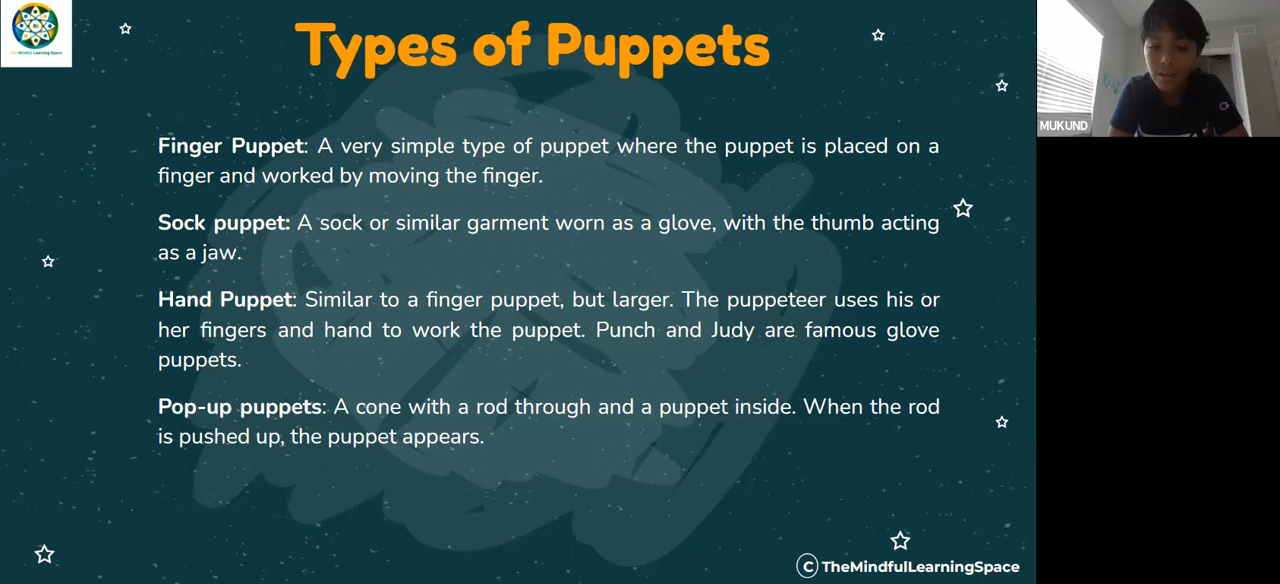 Types of Puppets
MUKUND
Finger Puppet: A very simple type of puppet where the puppet is placed on a
finger and worked by moving the finger.
Sock puppet: A sock or similar garment worn as a glove, with the thumb acting
as a jaw.
Hand Puppet: Similar to a finger puppet, but larger. The puppeteer uses his or
her fingers and hand to work the puppet. Punch and Judy are famous glove
puppets.
Pop-up puppets: A cone with a rod through and a puppet inside. When the rod
is pushed up, the puppet appears.
© TheMindfulLearningSpace